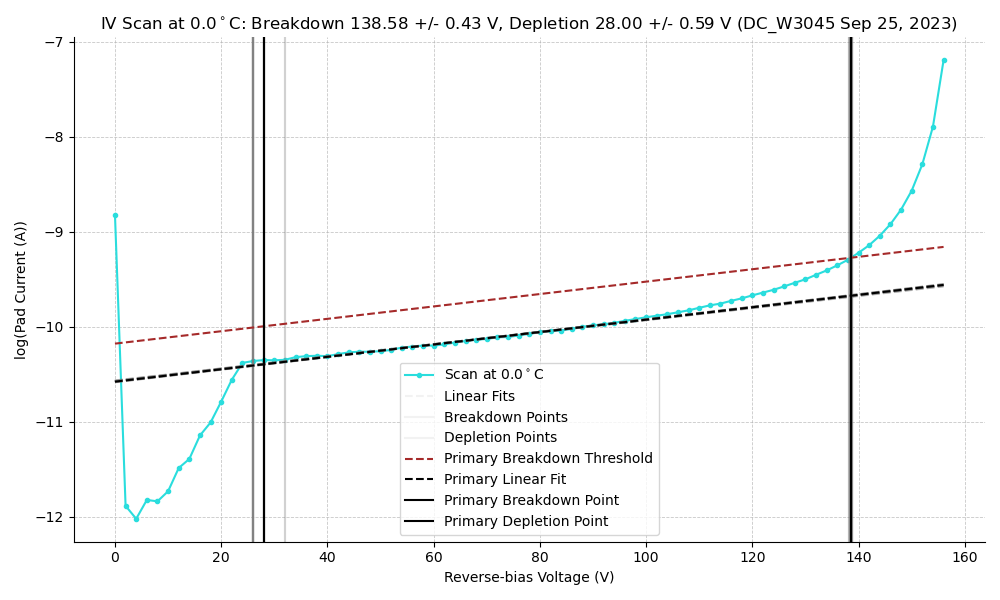 IV Scan at 0.0°C: Breakdown 138.58 +/- 0.43 V, Depletion 28.00 +/- 0.59 V (DC_W3045 Sep 25, 2023)
log(Pad Current (A))
−7
−8
−9
−10
−11
−12
Scan at 0.0°C
Linear Fits
Breakdown Points
Depletion Points
Primary Breakdown Threshold
Primary Linear Fit
Primary Breakdown Point
Primary Depletion Point
0 20 40 60 80 100 120 140 160
Reverse-bias Voltage (V)